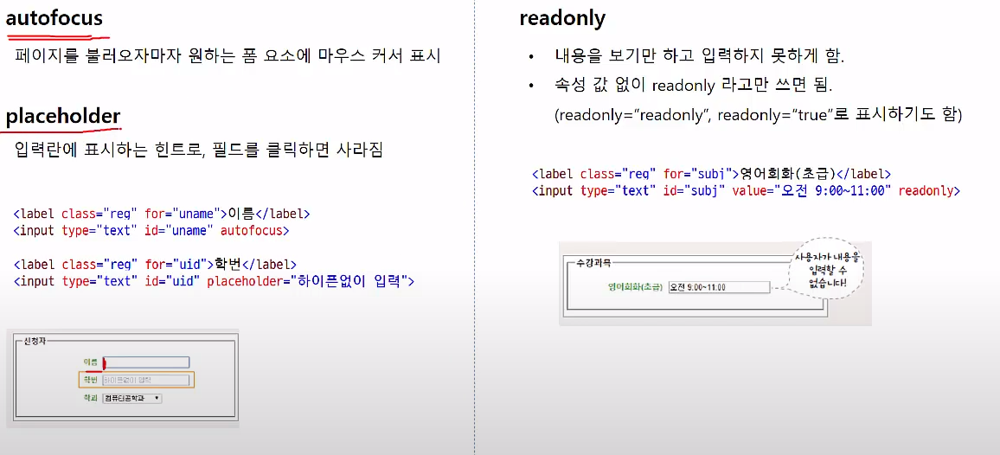 autofocus
페이지를 불러오자마자 원하는 폼 요소에 마우스 커서 표시
placeholder
입력란에 표시하는 힌트로, 필드를 클릭하면 사라짐
<label class="reg" for="uname">이름</label>
<input type="text" id="uname" autofocus>
<label class="reg" for="uid">학번</label>
<input type="text" id="uid" placeholder="하이픈없이 입력">
신청자
이름
학번 하이픈없이 입력
학과 컴퓨터공학과
readonly
• 내용을 보기만 하고 입력하지 못하게 함.
• 속성 값 없이 readonly 라고만 쓰면 됨.
(readonly=“readonly”, readonly=“true”로 표시하기도 함)
<label class="reg" for="subj">영어회화(초급)</label>
<input type="text" id="subj" value="오전 9:00~11:00" readonly>
수강과목
영어회화(초급) 오전 9:00~11:00
사용자가 내용을
입력할 수
없습니다!